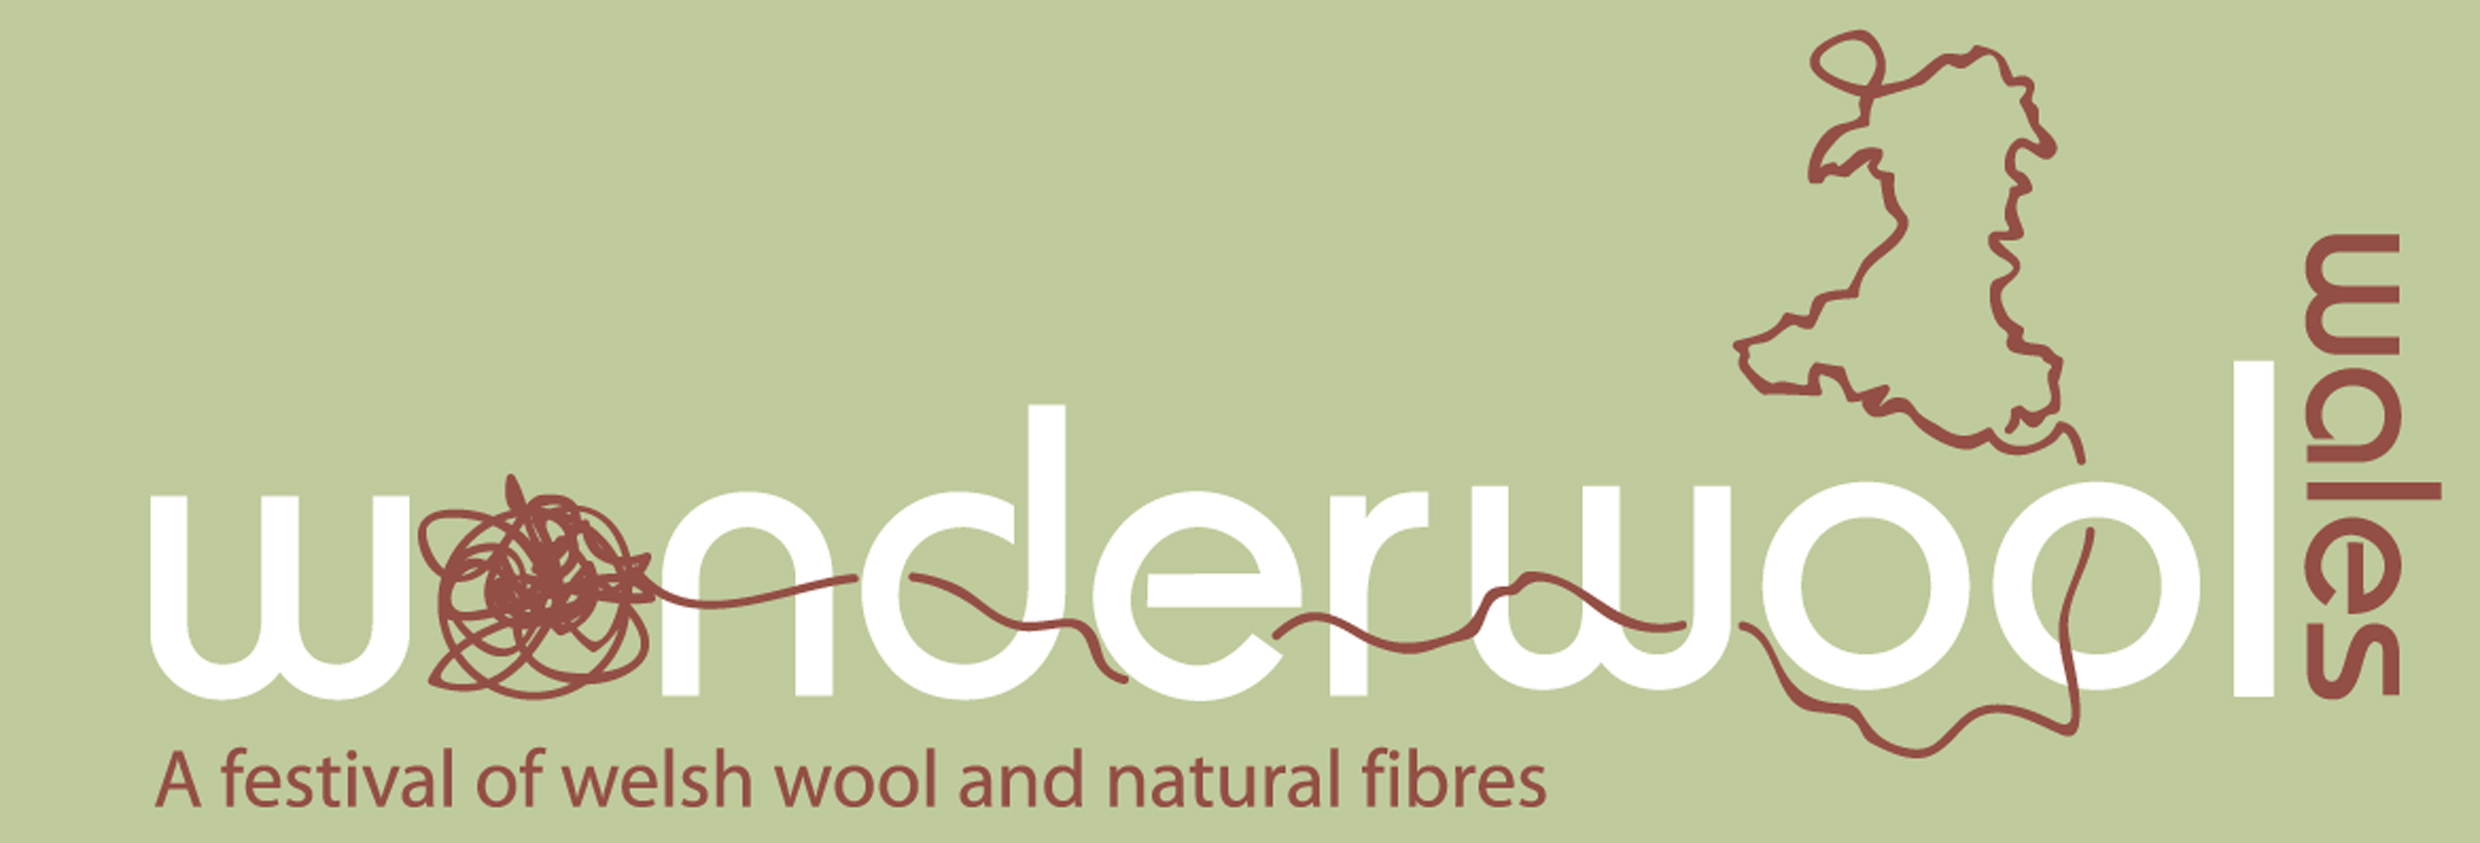 wonderwool
wales
A festival of welsh wool and natural fibres